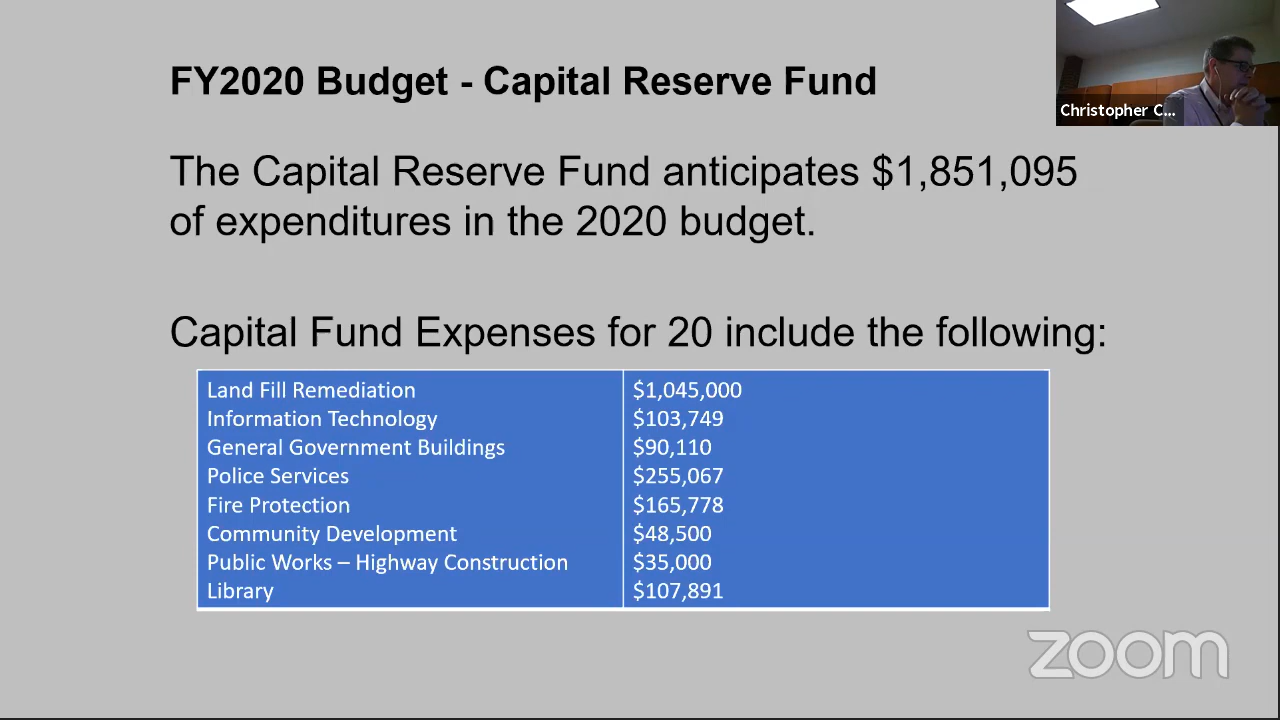 FY2020 Budget - Capital Reserve Fund
Christopher C...
The Capital Reserve Fund anticipates $1,851,095
of expenditures in the 2020 budget.
Capital Fund Expenses for 20 include the following:
Land Fill Remediation $1,045,000
Information Technology $103,749
General Government Buildings $90,110
Police Services $255,067
Fire Protection $165,778
Community Development $48,500
Public Works – Highway Construction $35,000
Library $107,891
zoom